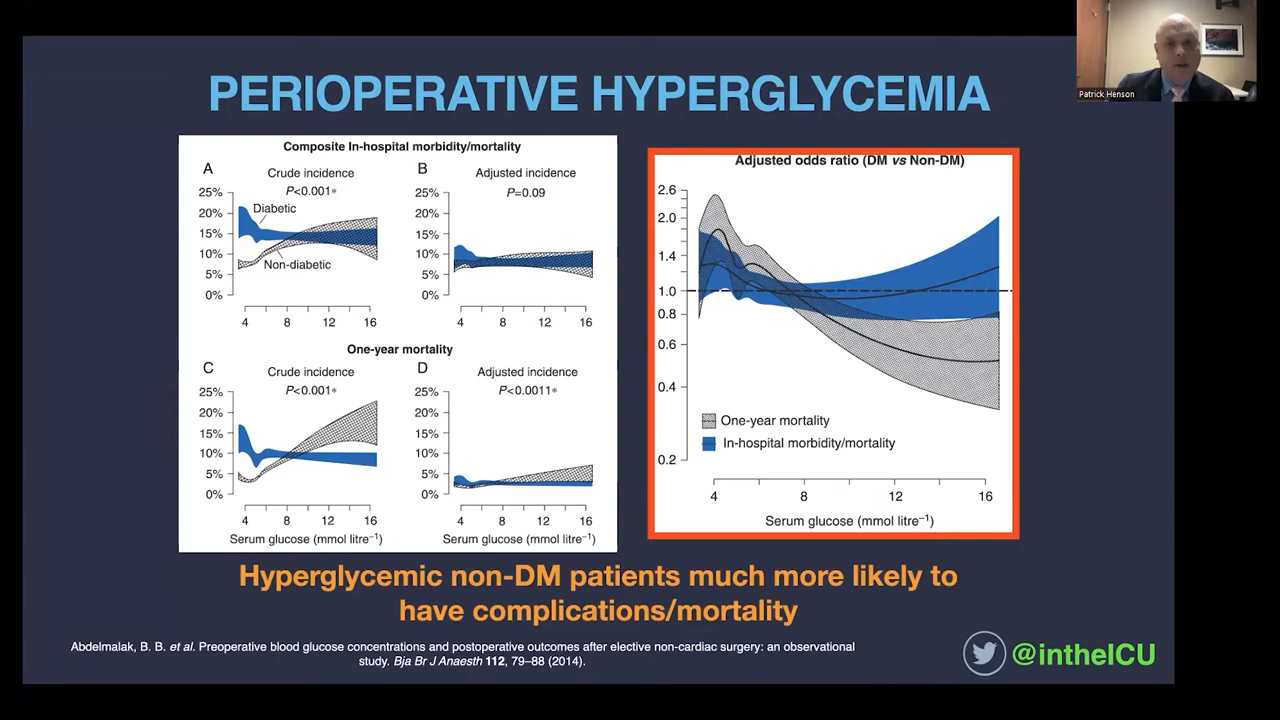 Patrick Henson
PERIOPERATIVE HYPERGLYCEMIA
Composite In-hospital morbidity/mortality
A
Crude incidence
P<0.001*
25%
20%
15%
10%
5%
0%
Diabetic
Non-diabetic
4 8 12 16
B
Adjusted incidence
P=0.09
25%
20%
15%
10%
5%
0%
4 8 12 16
One-year mortality
C
Crude incidence
P<0.001*
25%
20%
15%
10%
5%
0%
4 8 12 16
Serum glucose (mmol litre⁻¹)
D
Adjusted incidence
P<0.0011*
25%
20%
15%
10%
5%
0%
4 8 12 16
Serum glucose (mmol litre⁻¹)
Adjusted odds ratio (DM vs Non-DM)
2.6
2.0
1.4
1.0
0.8
0.6
0.4
0.2
One-year mortality
In-hospital morbidity/mortality
4 8 12 16
Serum glucose (mmol litre⁻¹)
Hyperglycemic non-DM patients much more likely to
have complications/mortality
Abdelmalak, B. B. et al. Preoperative blood glucose concentrations and postoperative outcomes after elective non-cardiac surgery: an observational
study. Bja Br J Anaesth 112, 79–88 (2014).
@intheICU